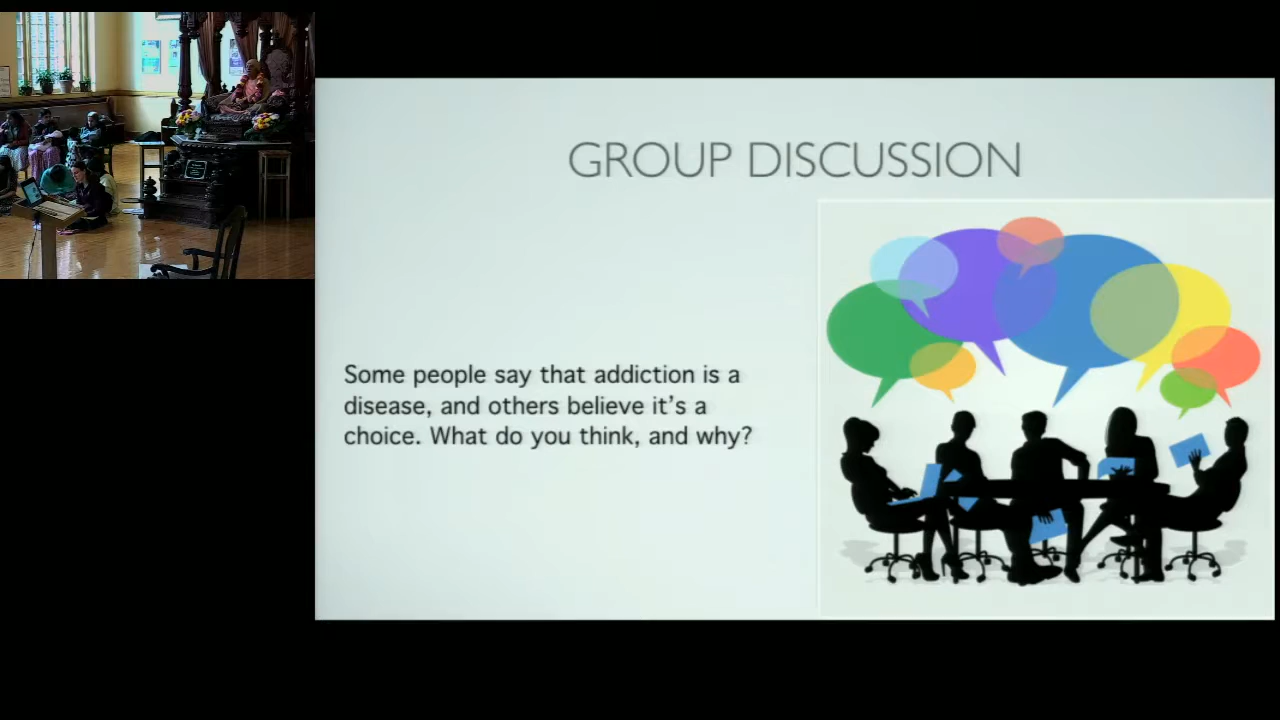 GROUP DISCUSSION
Some people say that addiction is a
disease, and others believe it's a
choice. What do you think, and why?